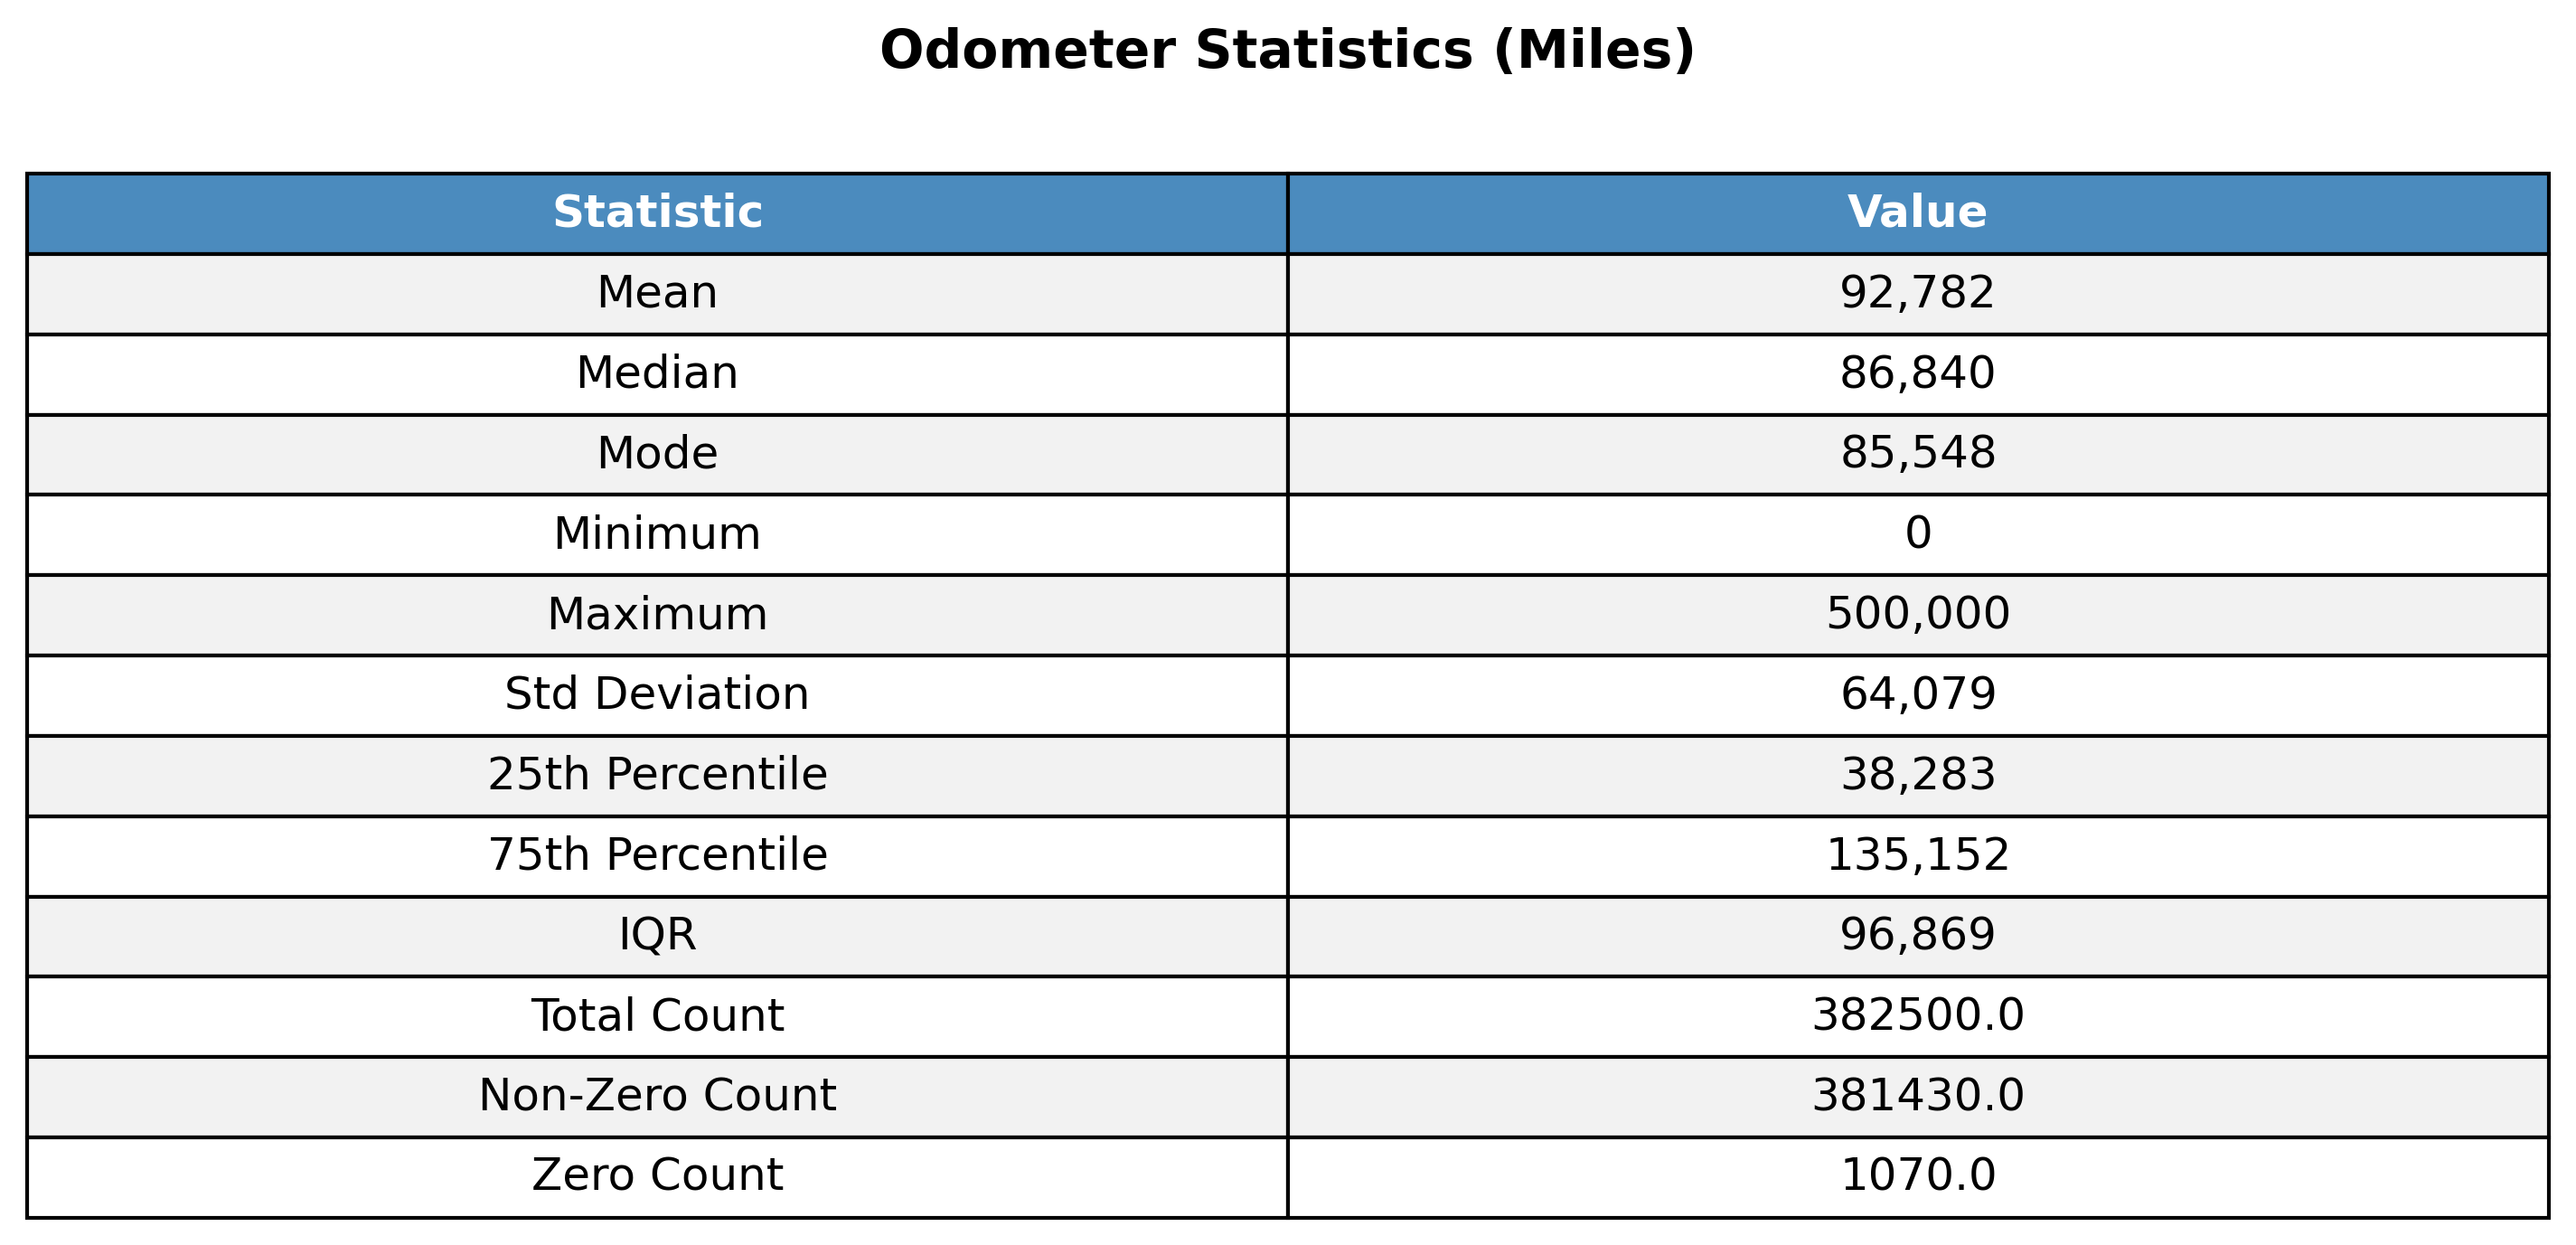 Odometer Statistics (Miles)
Statistic Value
Mean 92,782
Median 86,840
Mode 85,548
Minimum 0
Maximum 500,000
Std Deviation 64,079
25th Percentile 38,283
75th Percentile 135,152
IQR 96,869
Total Count 382500.0
Non-Zero Count 381430.0
Zero Count 1070.0